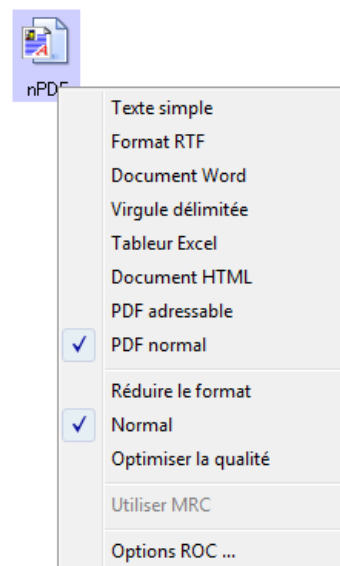 nPDF
Texte simple
Format RTF
Document Word
Virgule délimitée
Tableur Excel
Document HTML
PDF adressable
PDF normal
Réduire le format
Normal
Optimiser la qualité
Utiliser MRC
Options ROC ...